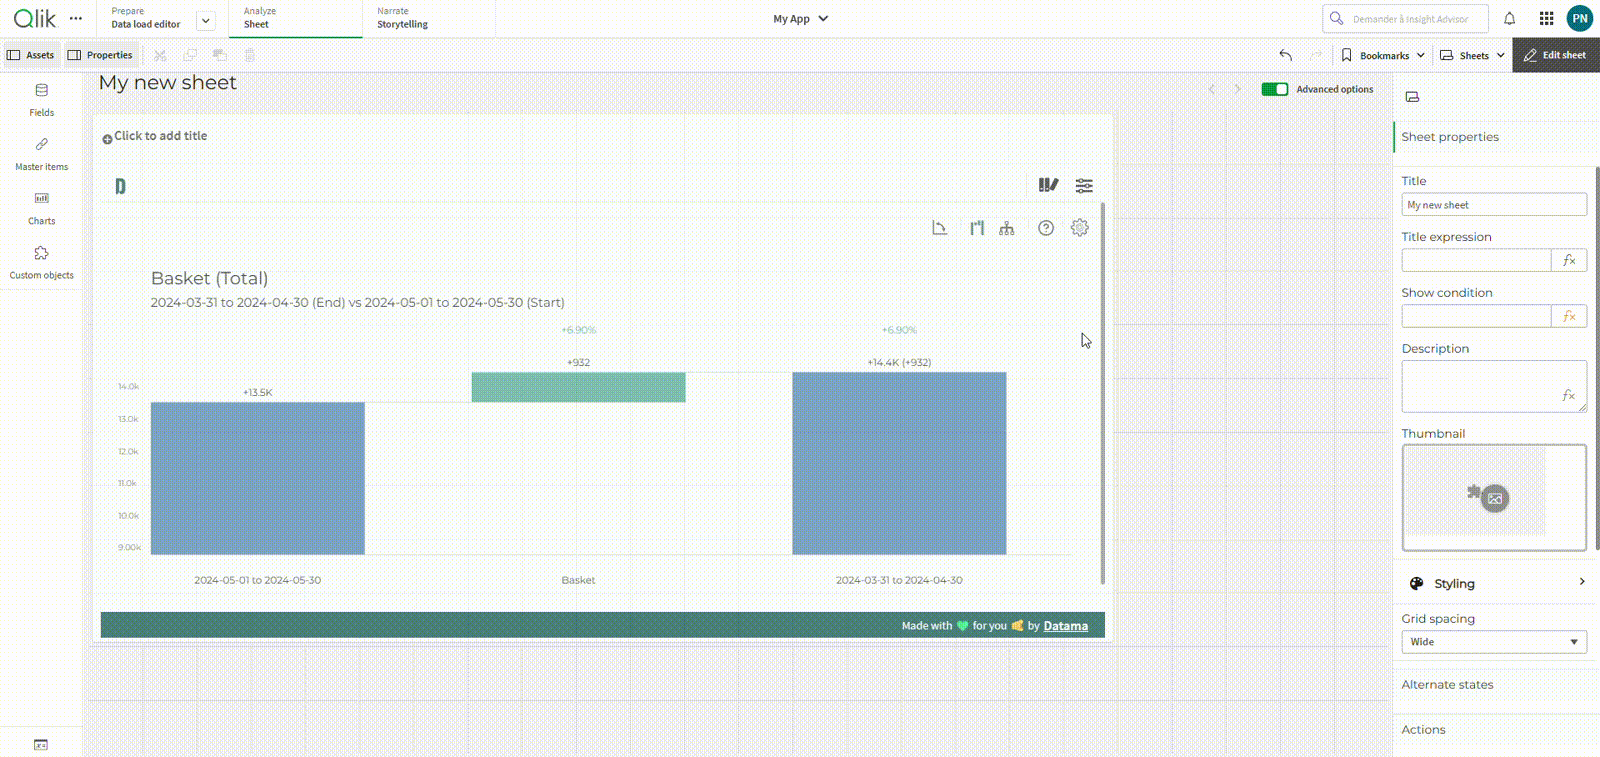 Qlik
Prepare
Data load editor
Analyze
Sheet
Narrate
Storytelling
My App
Demander à Insight Advisor
PN
Assets
Properties
Bookmarks
Sheets
Edit sheet
Fields
Master items
Charts
Custom objects
My new sheet
Advanced options
Click to add title
Basket (Total)
2024-03-31 to 2024-04-30 (End) vs 2024-05-01 to 2024-05-30 (Start)
+6.90%
+6.90%
+932
+14.4K (+932)
+13.5K
14.0k
13.0k
12.0k
11.0k
10.0k
9.00k
2024-05-01 to 2024-05-30
Basket
2024-03-31 to 2024-04-30
Made with 💚 for you 🧀 by Datama
Sheet properties
Title
My new sheet
Title expression
fx
Show condition
fx
Description
fx
Thumbnail
Styling
Grid spacing
Wide
Alternate states
Actions